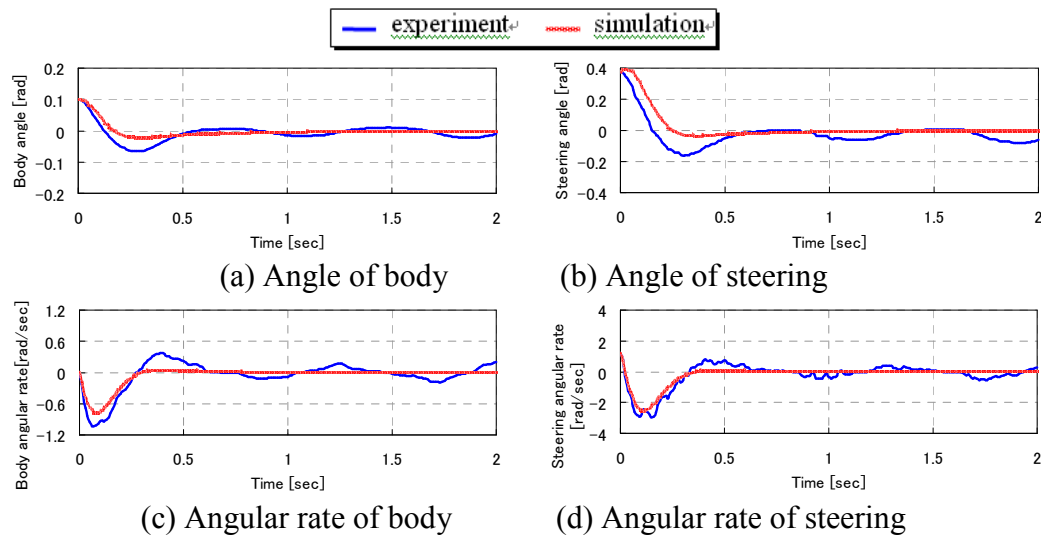 experiment simulation
Body angle [rad]
0.2
0.1
0
−0.1
−0.2
0 0.5 1 1.5 2
Time [sec]
(a) Angle of body
Steering angle [rad]
0.4
0.2
0
−0.2
−0.4
0 0.5 1 1.5 2
Time [sec]
(b) Angle of steering
Body angular rate[rad/sec]
1.2
0.6
0
−0.6
−1.2
0 0.5 1 1.5 2
Time [sec]
(c) Angular rate of body
Steering angular rate
[rad/sec]
4
2
0
−2
−4
0 0.5 1 1.5 2
Time [sec]
(d) Angular rate of steering